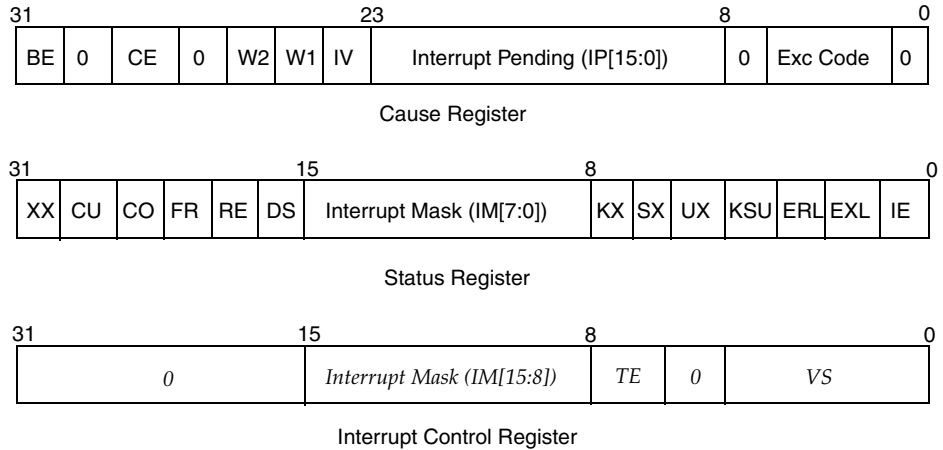 31 23 8 0
BE 0 CE 0 W2 W1 IV Interrupt Pending (IP[15:0]) 0 Exc Code 0
Cause Register
31 15 8 0
XX CU CO FR RE DS Interrupt Mask (IM[7:0]) KX SX UX KSU ERL EXL IE
Status Register
31 15 8 0
0 Interrupt Mask (IM[15:8]) TE 0 VS
Interrupt Control Register